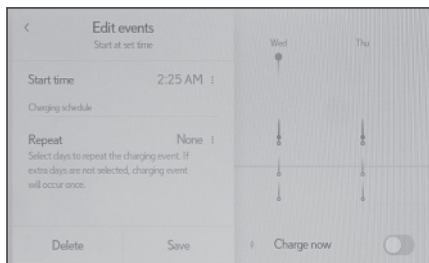 Edit events
Start at set time
Wed
Thu
Start time
2:25 AM
Charging schedule
Repeat
None
Select days to repeat the charging event. If
extra days are not selected, charging event
will occur once.
Delete
Save
Charge now